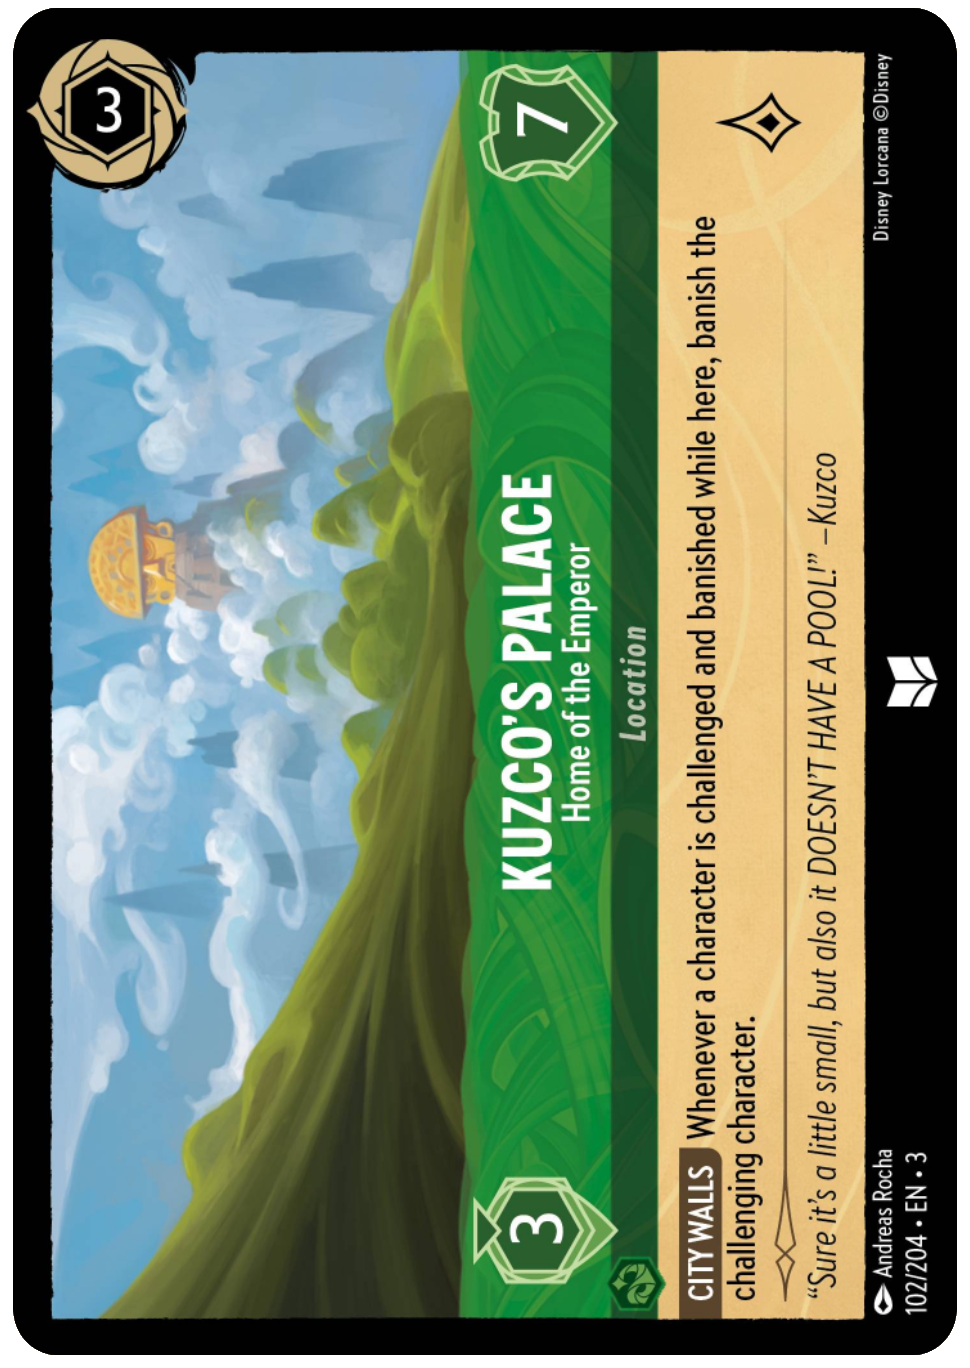 3
KUZCO'S PALACE
Home of the Emperor
3
7
Location
CITY WALLS Whenever a character is challenged and banished while here, banish the
challenging character.
“Sure it's a little small, but also it DOESN'T HAVE A POOL!” –Kuzco
Andreas Rocha
102/204 • EN • 3
Disney Lorcana ©Disney